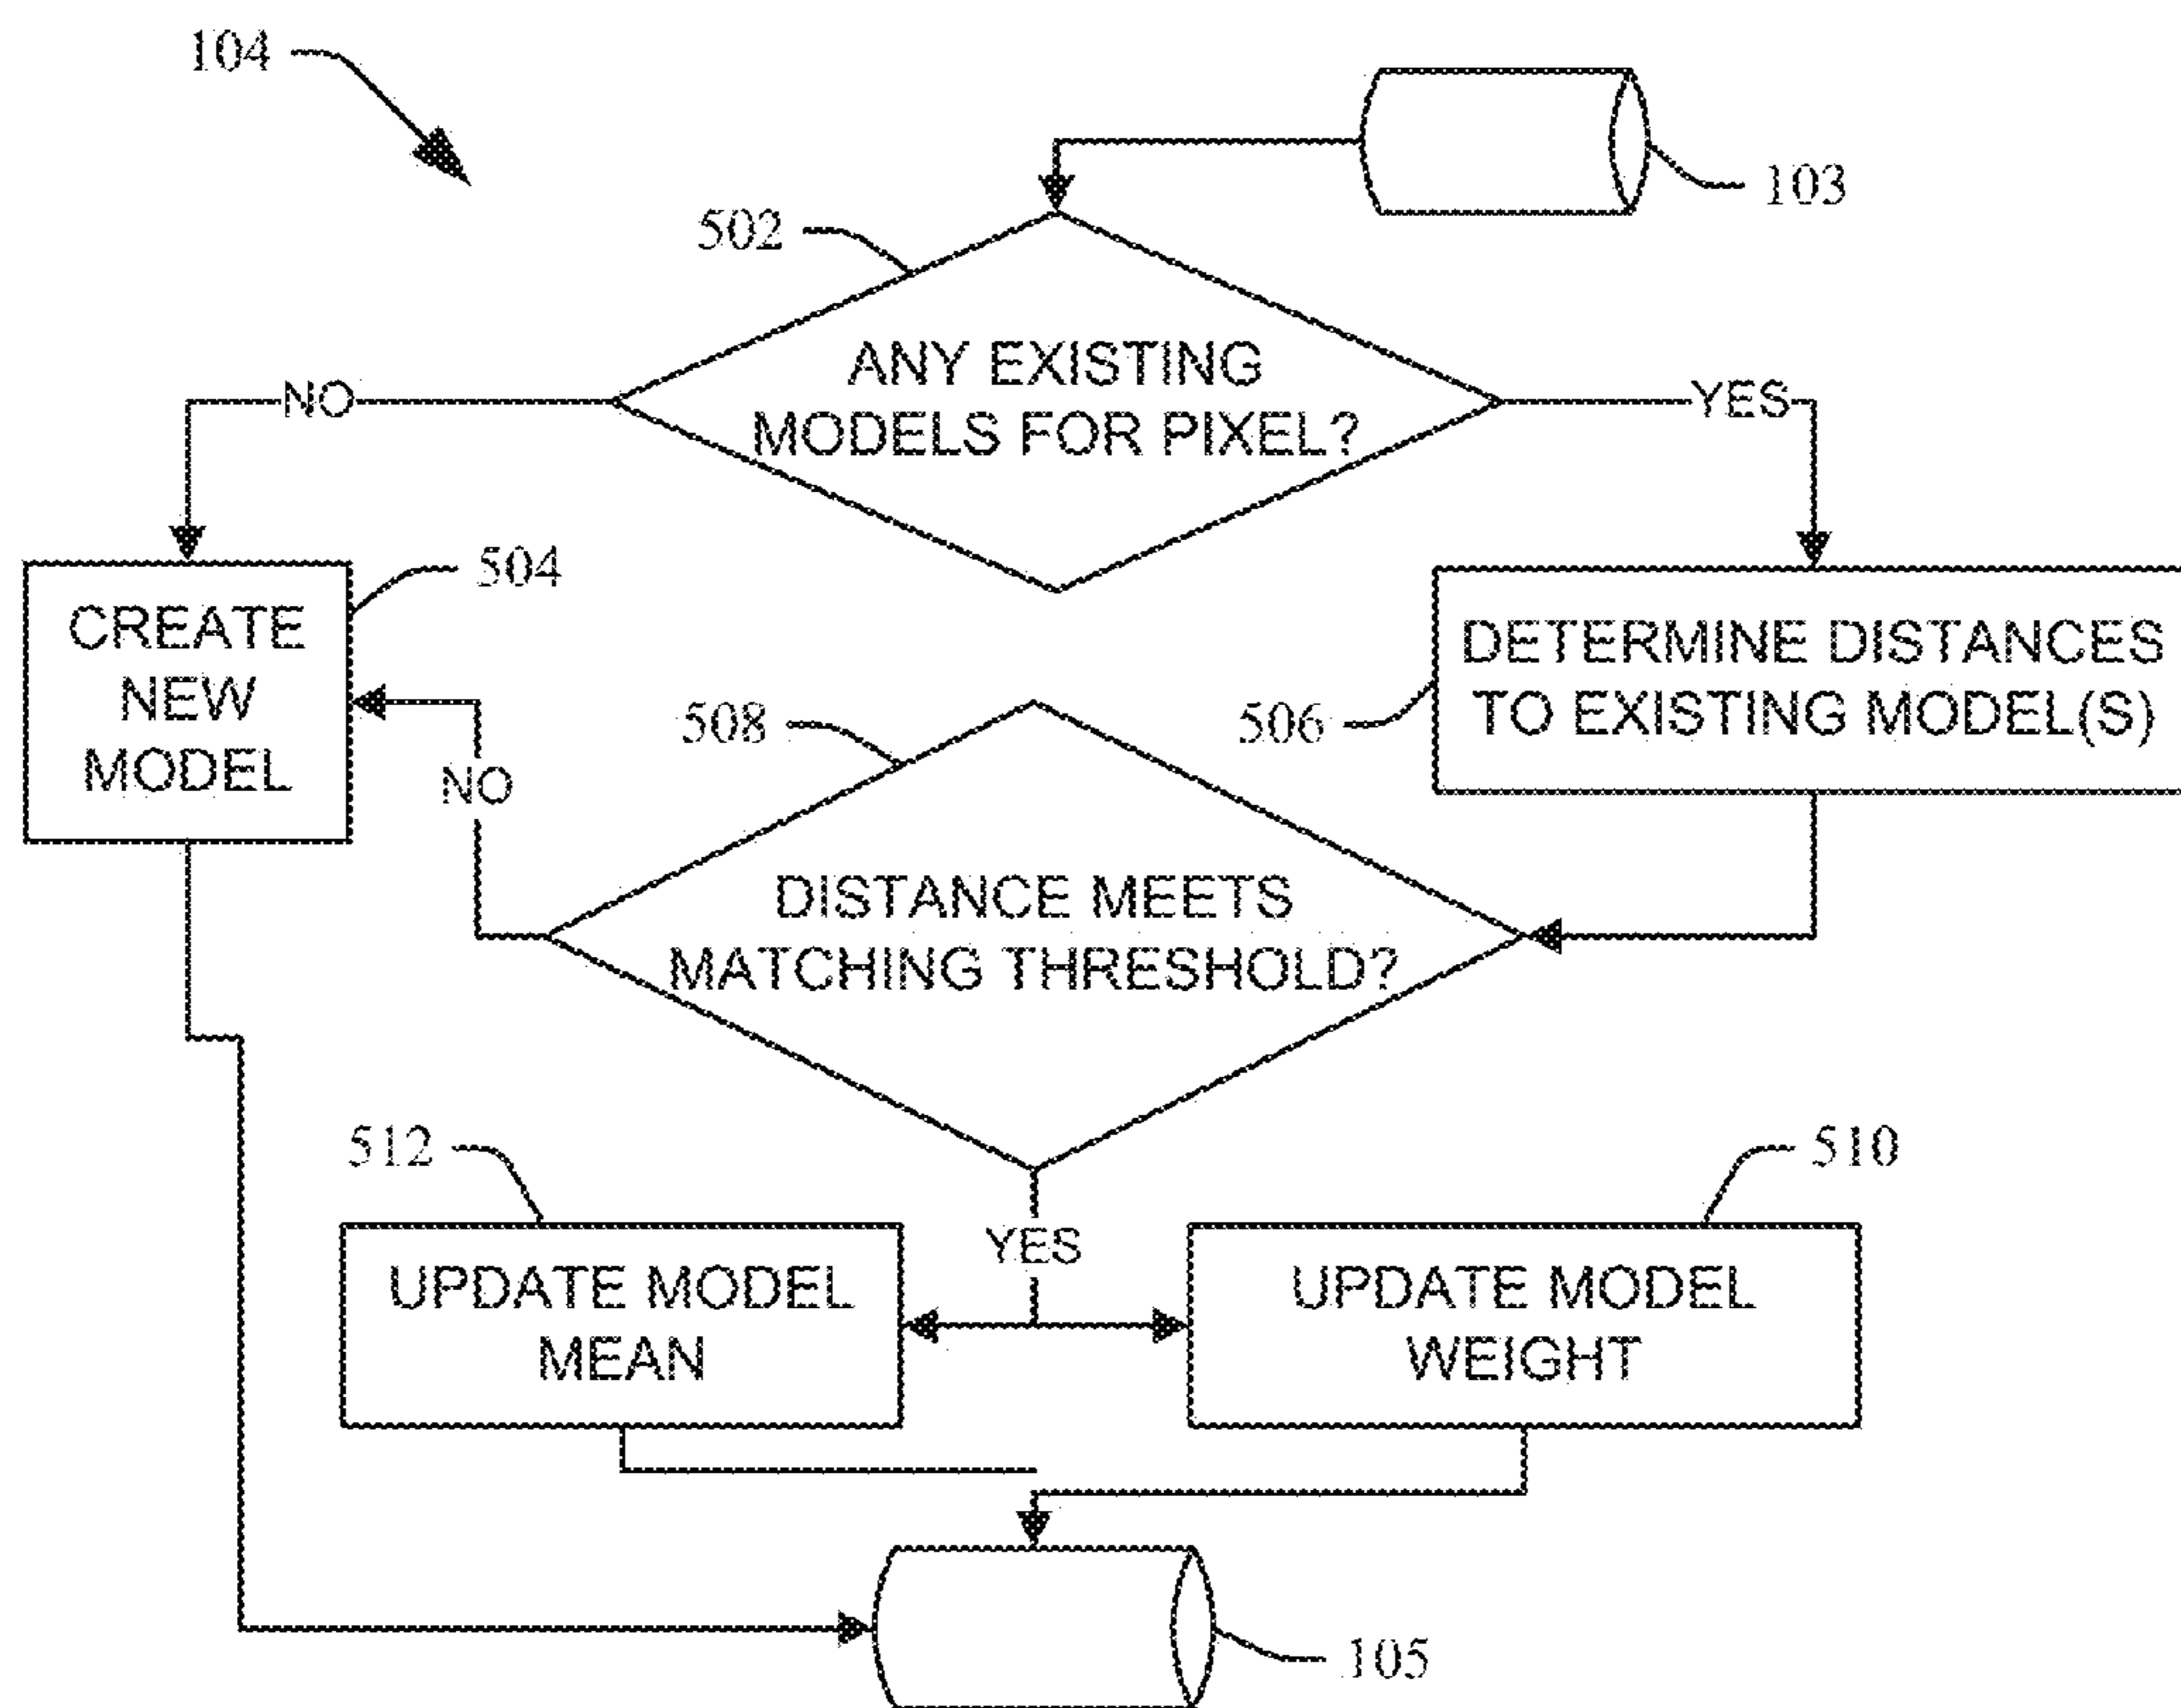 104
103
502
ANY EXISTING
MODELS FOR PIXEL?
NO
YES
504
CREATE
NEW
MODEL
506
DETERMINE DISTANCES
TO EXISTING MODEL(S)
508
NO
DISTANCE MEETS
MATCHING THRESHOLD?
512
510
YES
UPDATE MODEL
MEAN
UPDATE MODEL
WEIGHT
105